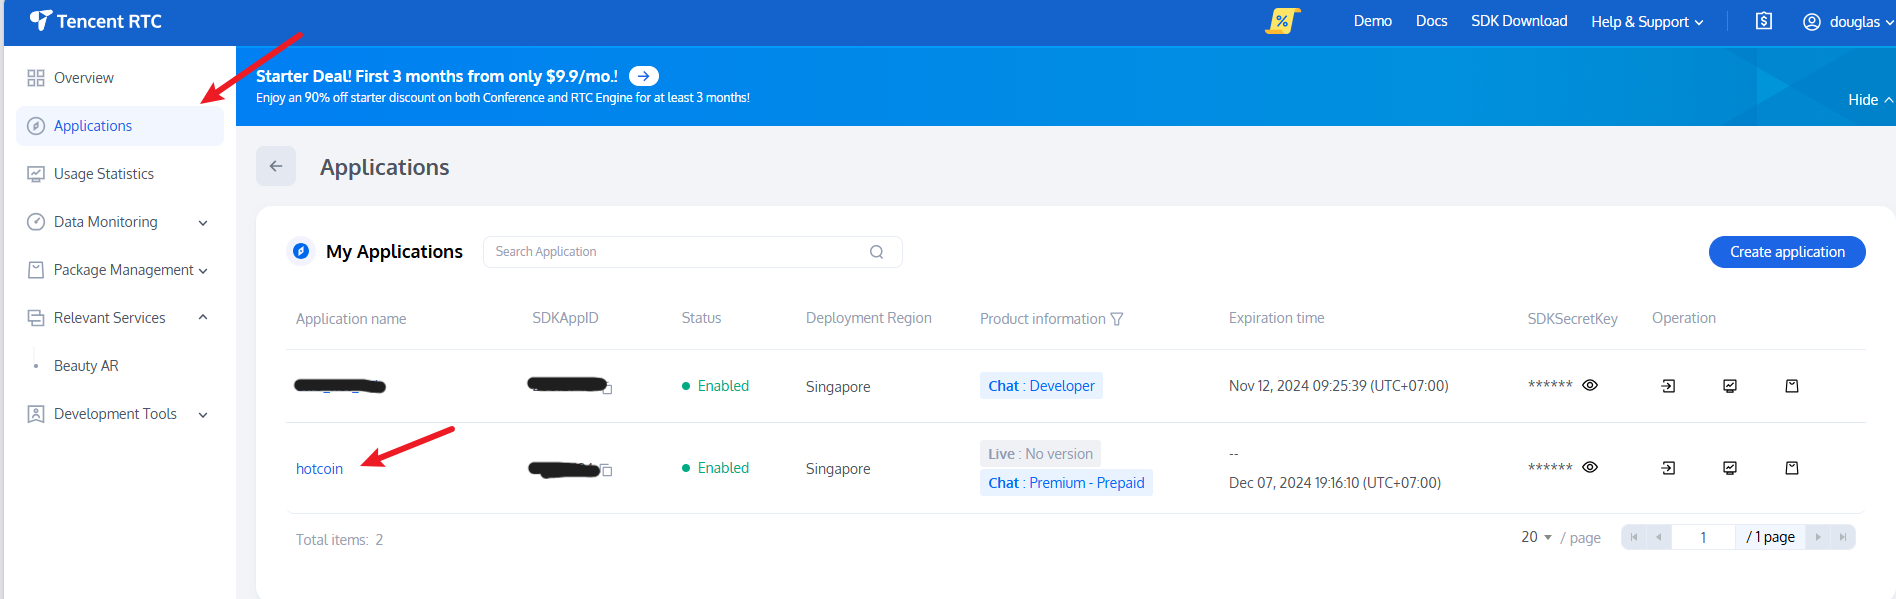 Tencent RTC
Demo Docs SDK Download Help & Support douglas
Overview
Applications
Usage Statistics
Data Monitoring
Package Management
Relevant Services
Beauty AR
Development Tools
Starter Deal! First 3 months from only $9.9/mo.!
Enjoy an 90% off starter discount on both Conference and RTC Engine for at least 3 months!
Hide
Applications
My Applications Search Application Create application
Application name SDKAppID Status Deployment Region Product information Expiration time SDKSecretKey Operation
Enabled Singapore Chat : Developer Nov 12, 2024 09:25:39 (UTC+07:00) ******
hotcoin Enabled Singapore Live : No version -- ******
Chat : Premium - Prepaid Dec 07, 2024 19:16:10 (UTC+07:00)
Total items: 2 20 / page 1 / 1 page